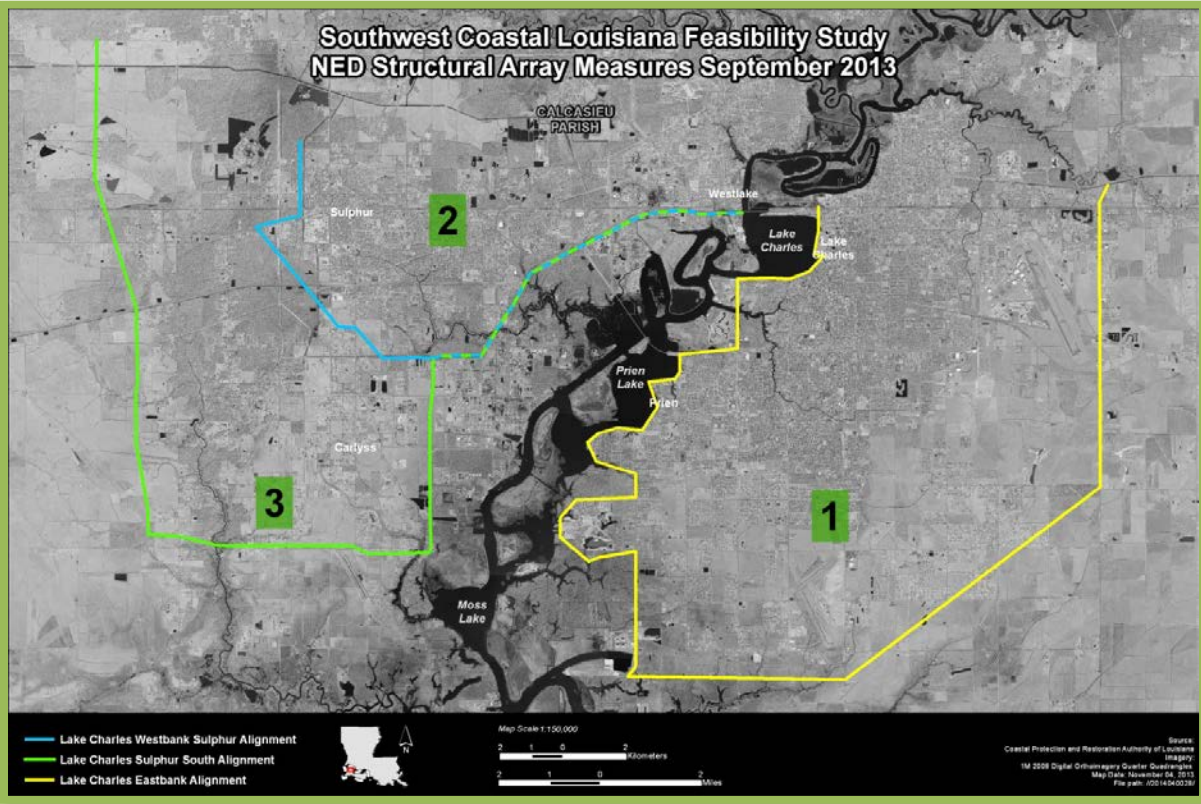 Southwest Coastal Louisiana Feasibility Study
NED Structural Array Measures September 2013
CALCASIEU
PARISH
Westlake
Sulphur
2
Lake
Charles
Lake
Charles
Prien
Lake
Prien
Carlyss
3
1
Moss
Lake
Lake Charles Westbank Sulphur Alignment
Lake Charles Sulphur South Alignment
Lake Charles Eastbank Alignment
N
Map Scale 1:150,000
2 1 0 2
Kilometers
2 1 0 2
Miles
Source:
Coastal Protection and Restoration Authority of Louisiana
Imagery:
1M 2008 Digital Orthoimagery Quarter Quadrangles
Map Date: November 04, 2013
File path: